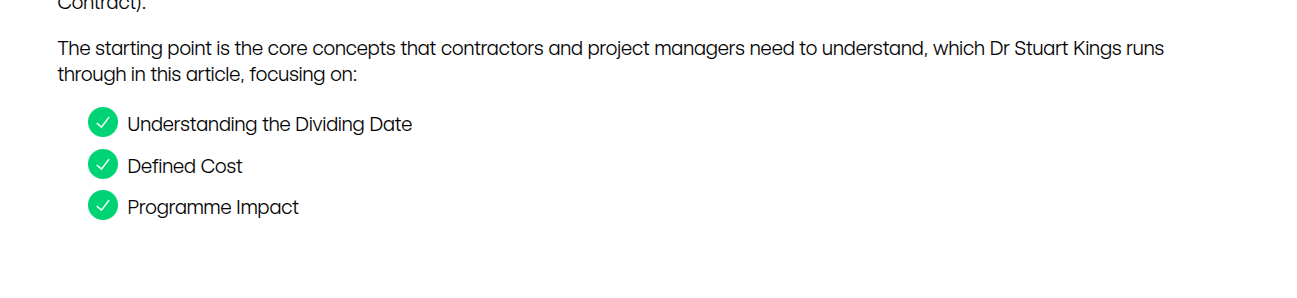 Contract).
The starting point is the core concepts that contractors and project managers need to understand, which Dr Stuart Kings runs
through in this article, focusing on:
Understanding the Dividing Date
Defined Cost
Programme Impact